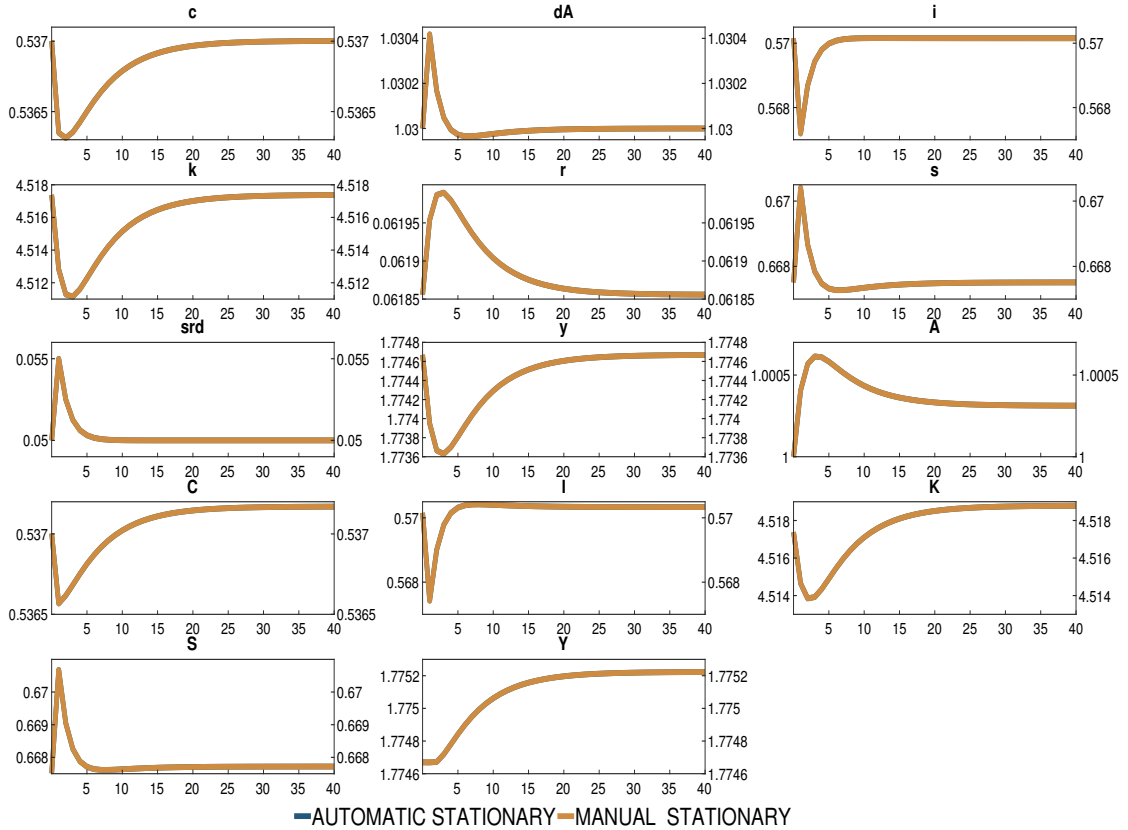 c
dA
i
0.537 0.537
0.5365 0.5365
5 10 15 20 25 30 35 40
1.0304 1.0304
1.0302 1.0302
1.03 1.03
5 10 15 20 25 30 35 40
0.57 0.57
0.568 0.568
5 10 15 20 25 30 35 40
k
r
s
4.518 4.518
4.516 4.516
4.514 4.514
4.512 4.512
5 10 15 20 25 30 35 40
0.06195 0.06195
0.0619 0.0619
0.06185 0.06185
5 10 15 20 25 30 35 40
0.67 0.67
0.668 0.668
5 10 15 20 25 30 35 40
srd
y
A
0.055 0.055
0.05 0.05
5 10 15 20 25 30 35 40
1.7748 1.7748
1.7746 1.7746
1.7744 1.7744
1.7742 1.7742
1.774 1.774
1.7738 1.7738
1.7736 1.7736
5 10 15 20 25 30 35 40
1.0005 1.0005
1 1
5 10 15 20 25 30 35 40
C
I
K
0.537 0.537
0.5365 0.5365
5 10 15 20 25 30 35 40
0.57 0.57
0.568 0.568
5 10 15 20 25 30 35 40
4.518 4.518
4.516 4.516
4.514 4.514
5 10 15 20 25 30 35 40
S
Y
0.67 0.67
0.669 0.669
0.668 0.668
5 10 15 20 25 30 35 40
1.7752 1.7752
1.775 1.775
1.7748 1.7748
1.7746 1.7746
5 10 15 20 25 30 35 40
AUTOMATIC STATIONARY MANUAL STATIONARY